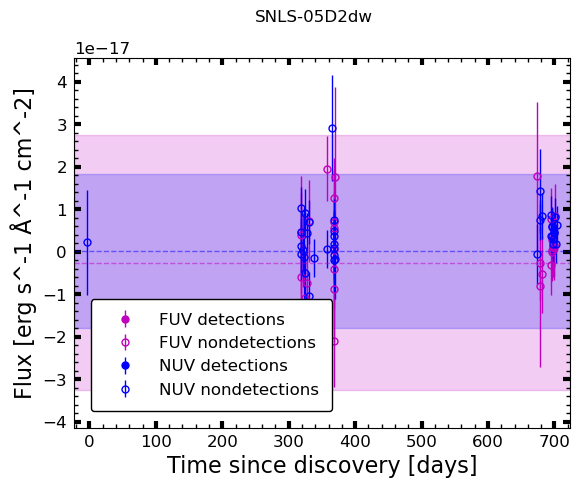 SNLS-05D2dw
1e−17
Flux [erg s^-1 Å^-1 cm^-2]
4
3
2
1
0
−1
−2
−3
−4
FUV detections
FUV nondetections
NUV detections
NUV nondetections
0 100 200 300 400 500 600 700
Time since discovery [days]